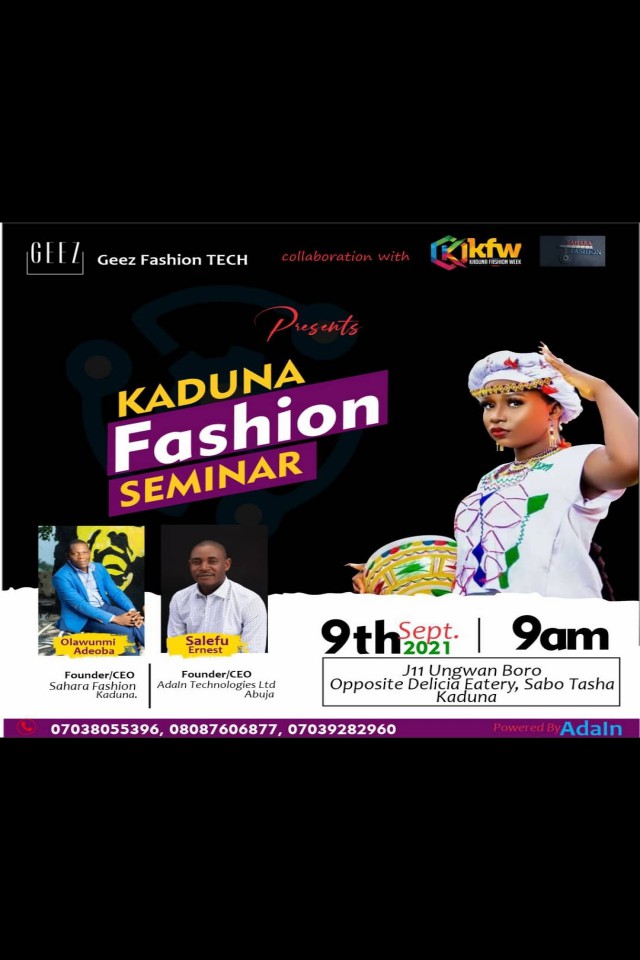 GEEZ
Geez Fashion TECH
collaboration with
kfw
KADUNA FASHION WEEK
SAHARA
FASHION
Presents
KADUNA
Fashion
SEMINAR
Olawunmi
Adeoba
Founder/CEO
Sahara Fashion
Kaduna.
Salefu
Ernest
Founder/CEO
AdaIn Technologies Ltd
Abuja
9th Sept. 2021 | 9am
J11 Ungwan Boro
Opposite Delicia Eatery, Sabo Tasha
Kaduna
07038055396, 08087606877, 07039282960
Powered By AdaIn